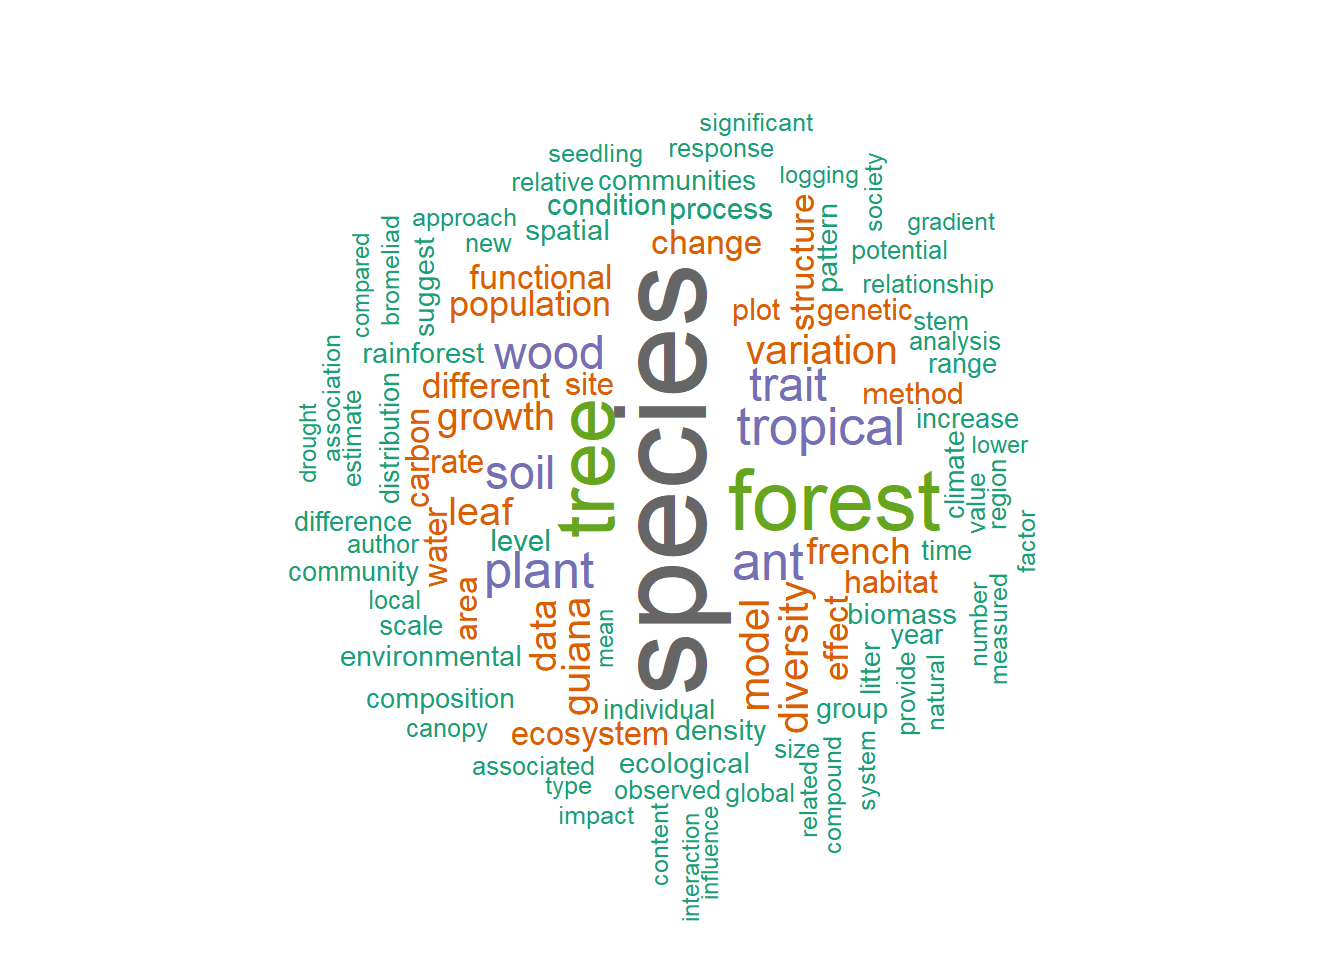 significant
seedling
response
relative
communities
logging
society
condition
process
approach
spatial
new
change
structure
pattern
gradient
potential
compared
bromeliad
suggest
functional
population
relationship
plot
genetic
stem
species
rainforest
wood
variation
analysis
range
association
different
site
trait
method
drought
estimate
distribution
carbon
growth
tree
tropical
increase
lower
rate
soil
forest
climate
value
region
difference
leaf
water
author
level
french
time
factor
community
plant
ant
habitat
local
area
scale
data
guiana
mean
model
diversity
effect
biomass
year
number
measured
environmental
litter
provide
natural
composition
individual
group
canopy
ecosystem
density
size
associated
ecological
related
compound
system
type
observed
global
impact
content
interaction
influence